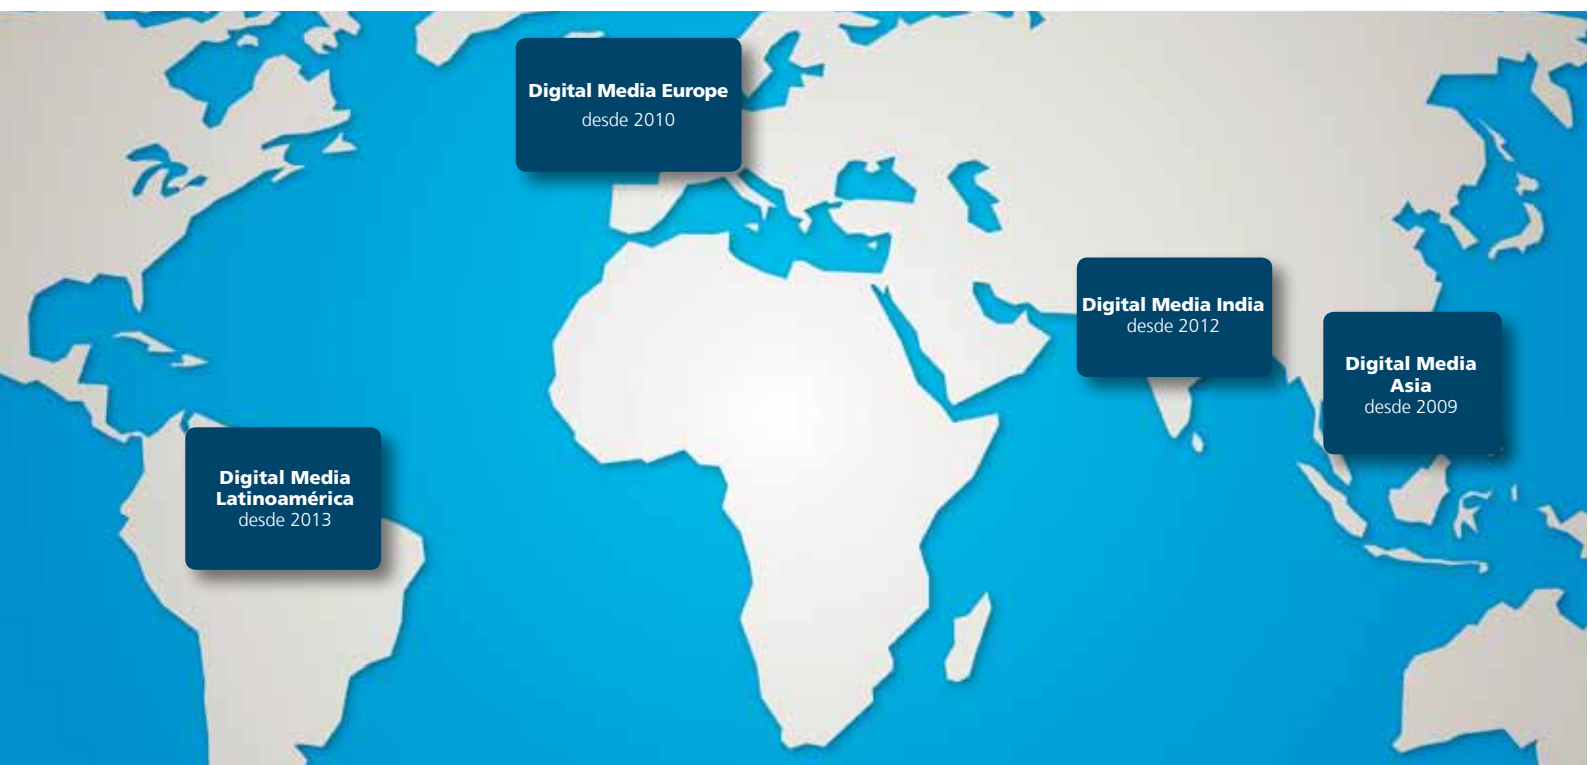 Digital Media Europe
desde 2010
Digital Media India
desde 2012
Digital Media
Asia
desde 2009
Digital Media
Latinoamérica
desde 2013